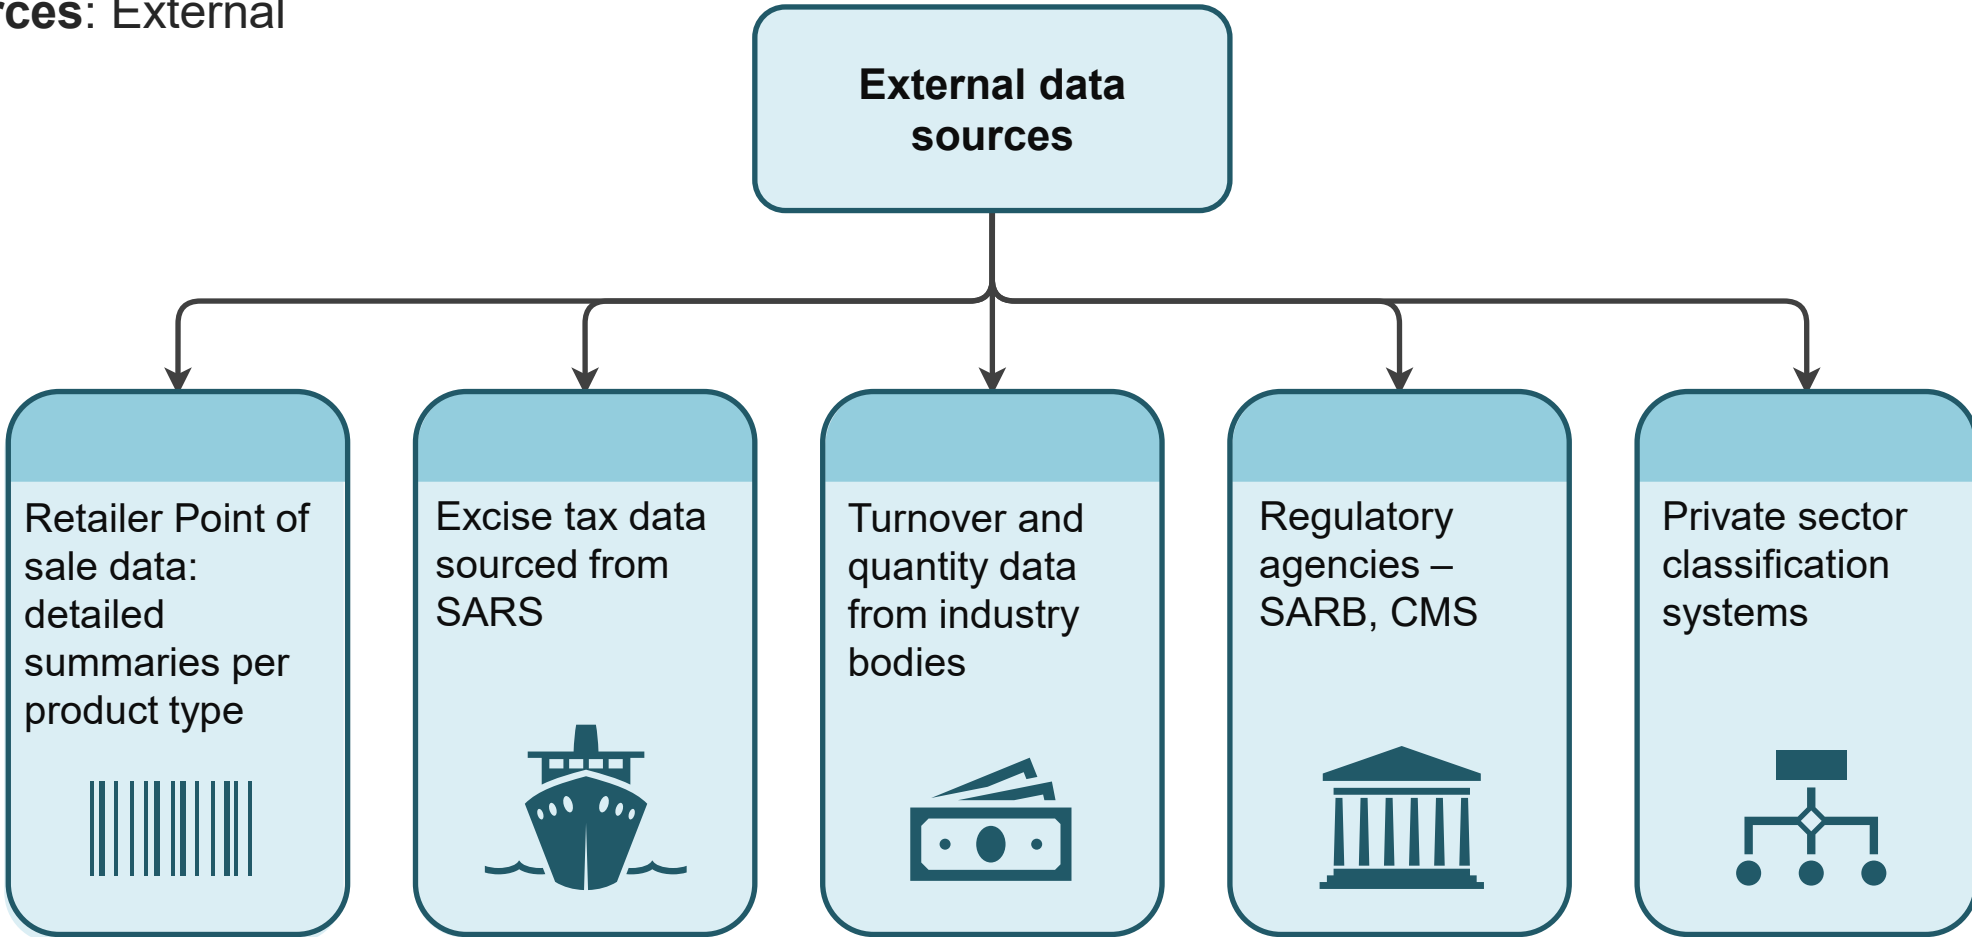 rces: External
External data
sources
Retailer Point of
sale data:
detailed
summaries per
product type
Excise tax data
sourced from
SARS
Turnover and
quantity data
from industry
bodies
Regulatory
agencies –
SARB, CMS
Private sector
classification
systems